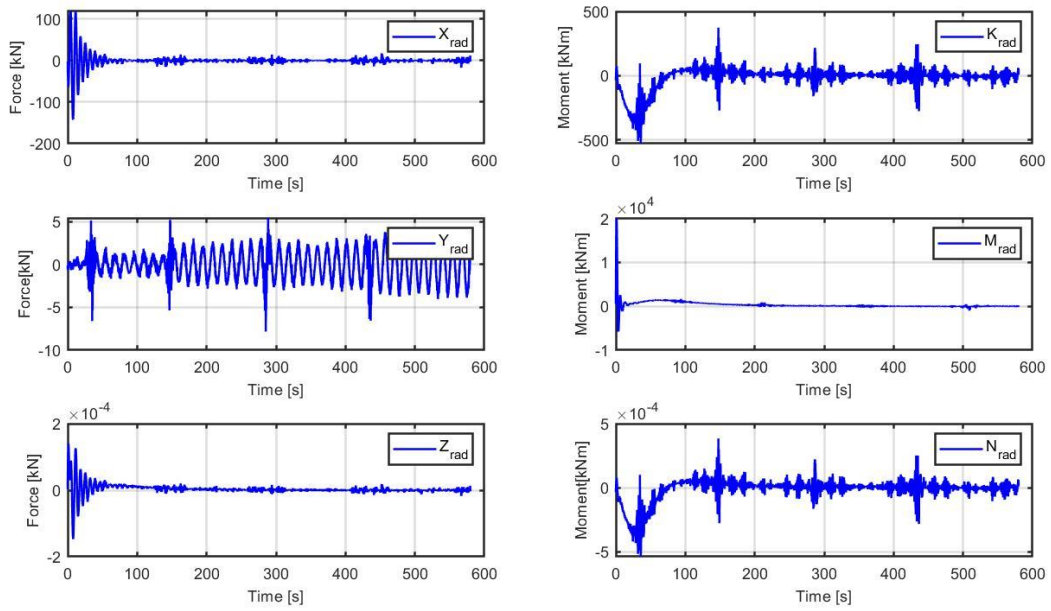 100
0
-100
-200
Force [kN]
X_rad
0 100 200 300 400 500 600
Time [s]
500
0
-500
Moment [kNm]
K_rad
0 100 200 300 400 500 600
Time [s]
5
0
-5
-10
Force[kN]
Y_rad
0 100 200 300 400 500 600
Time [s]
×10^4
2
1
0
-1
Moment [kNm]
M_rad
0 100 200 300 400 500 600
Time [s]
×10^-4
2
0
-2
Force [kN]
Z_rad
0 100 200 300 400 500 600
Time [s]
×10^-4
5
0
-5
Moment[kNm]
N_rad
0 100 200 300 400 500 600
Time [s]